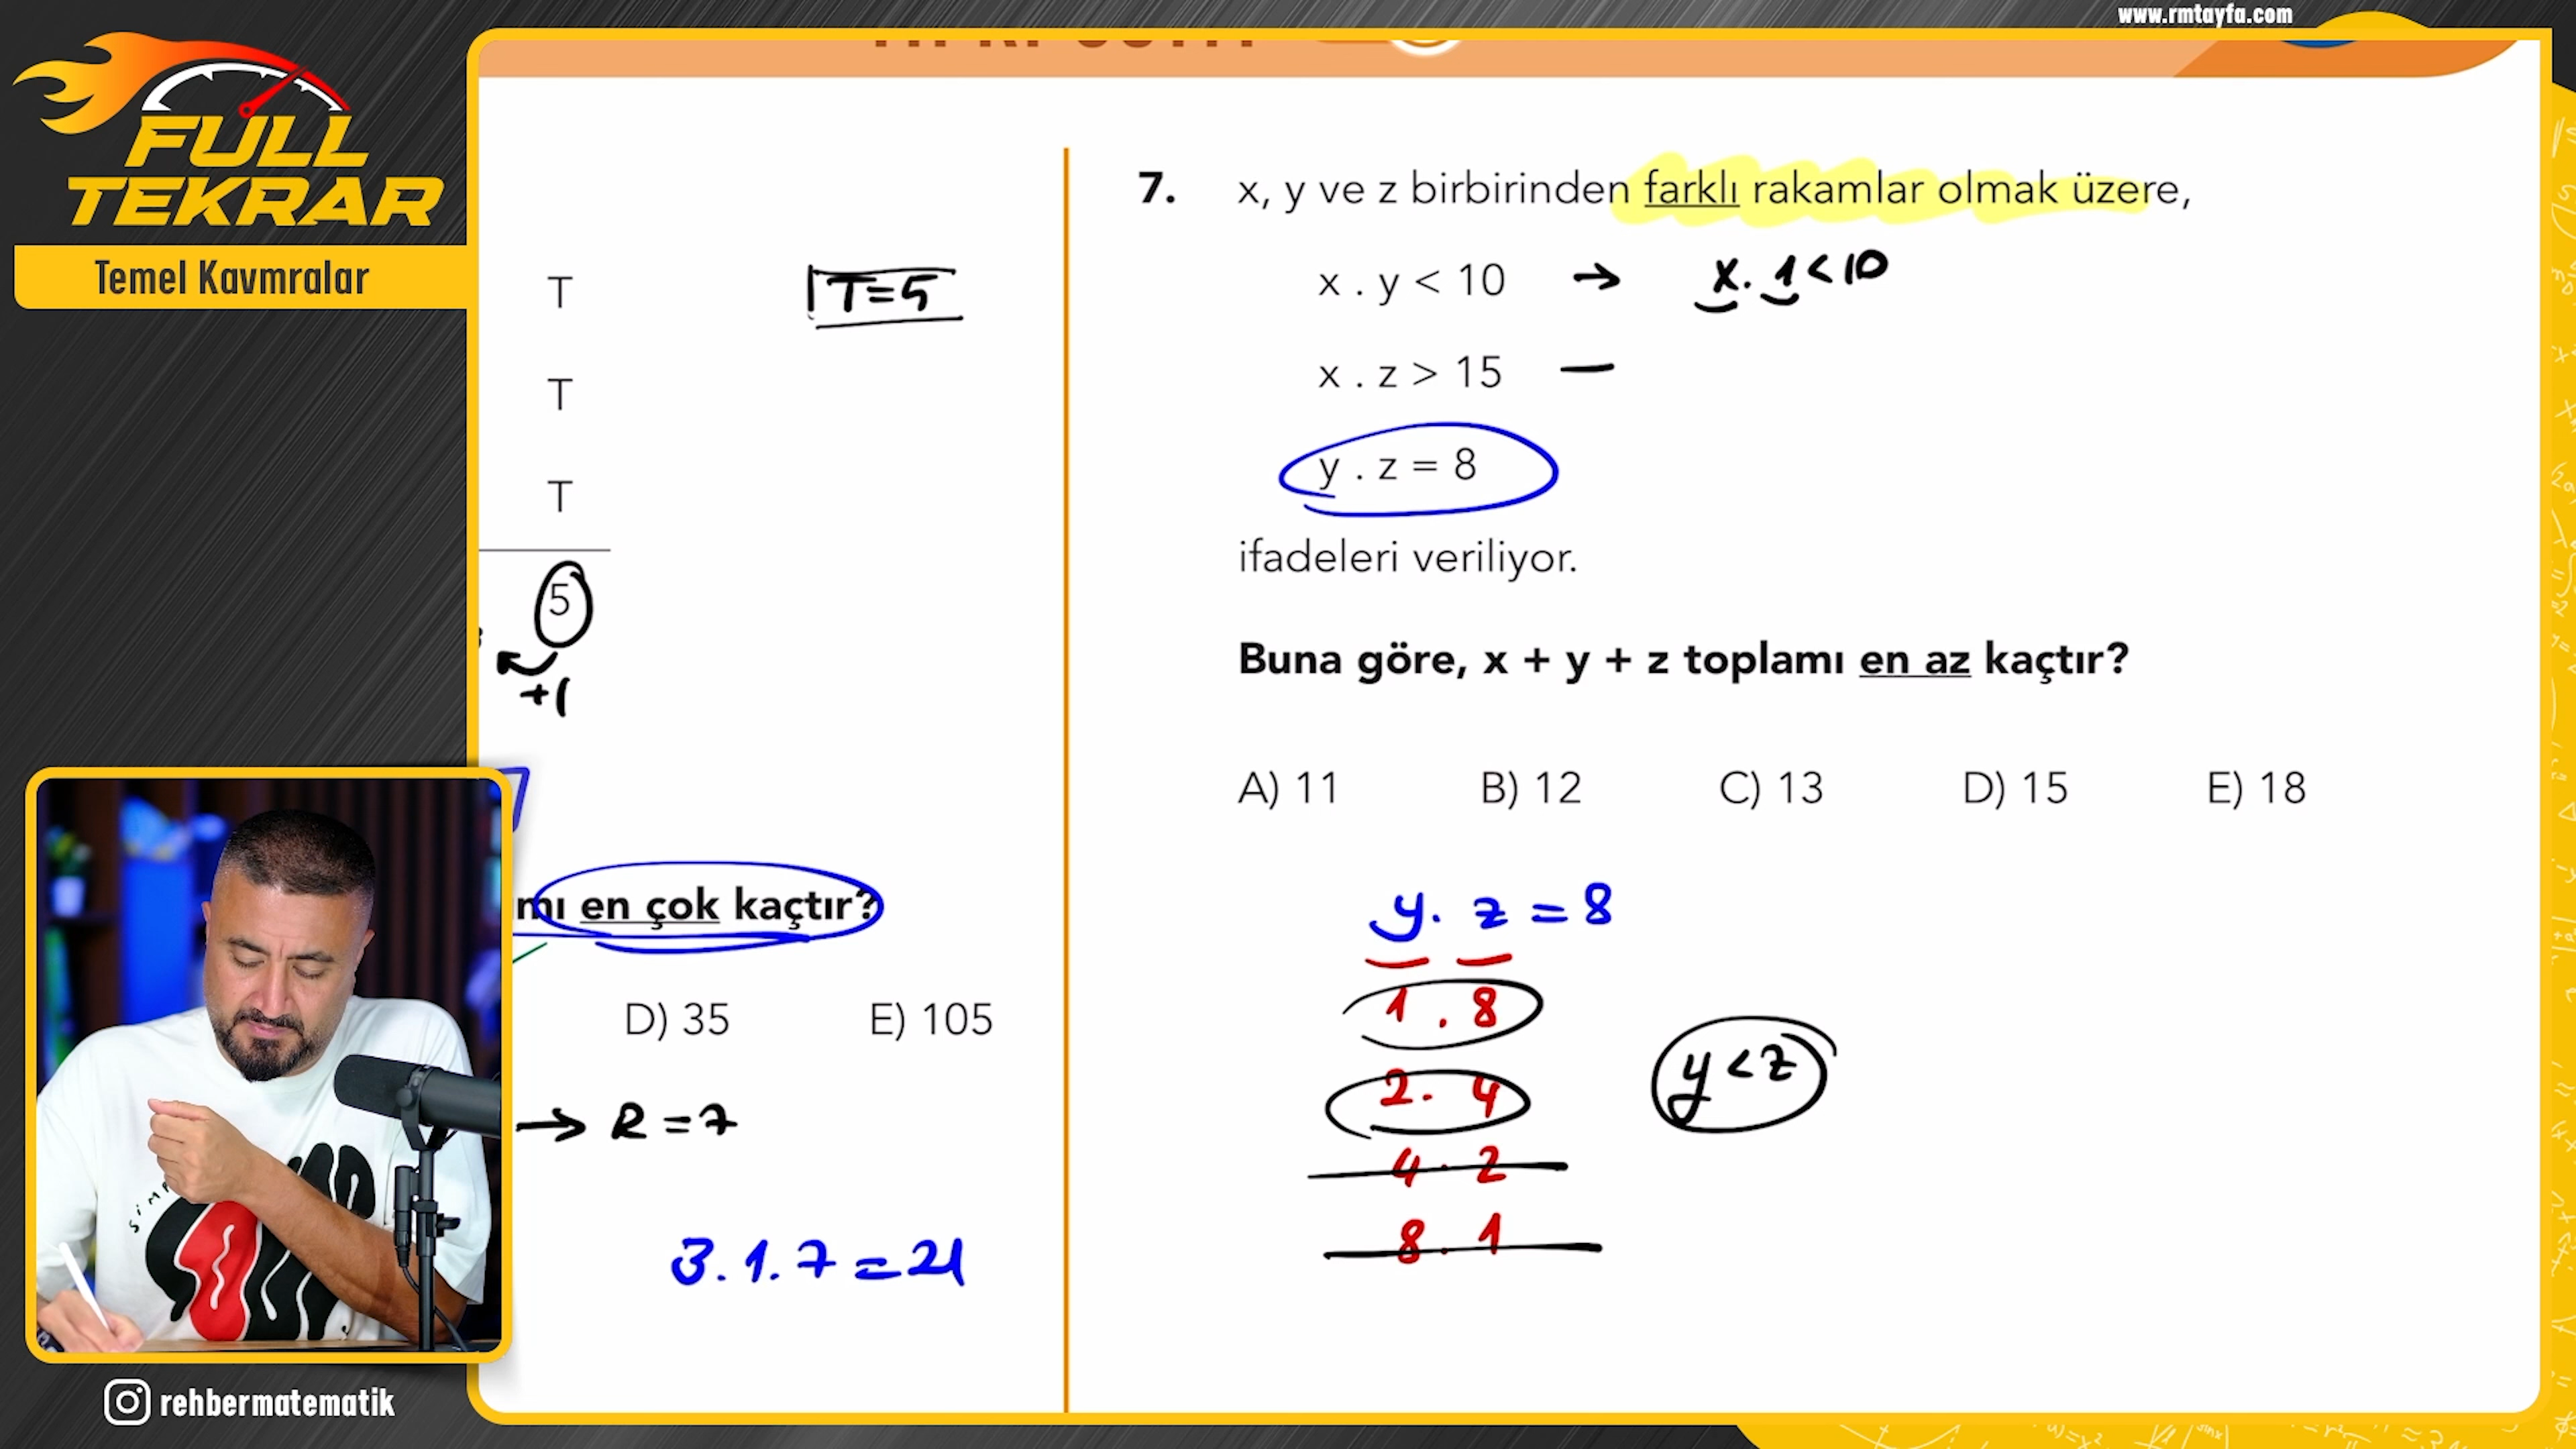 www.rmtayfa.com
FULL
TEKRAR
Temel Kavmralar
T
T
T
5
+1
T=5
mı en çok kaçtır?
D) 35 E) 105
→ R = 7
3.1.7 = 21
7. x, y ve z birbirinden farklı rakamlar olmak üzere,
x . y < 10 → x. 1 < 10
x . z > 15 —
y . z = 8
ifadeleri veriliyor.
Buna göre, x + y + z toplamı en az kaçtır?
A) 11 B) 12 C) 13 D) 15 E) 18
y. z = 8
1 . 8
2. 4
4. 2
8. 1
y < z
rehbermatematik